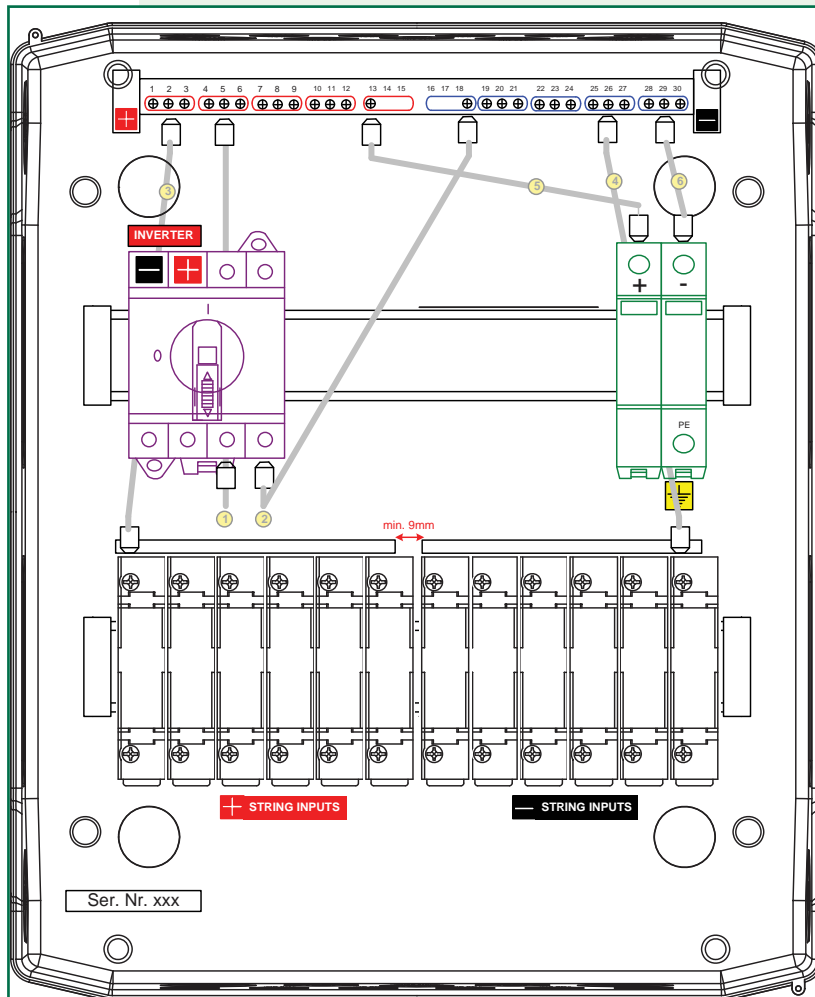 1 2 3 4 5 6 7 8 9 10 11 12 13 14 15 16 17 18 19 20 21 22 23 24 25 26 27 28 29 30
+ −
3 5 4 6
INVERTER
− +
+ -
I
O
PE
1 2
min. 9mm
+ STRING INPUTS
− STRING INPUTS
Ser. Nr. xxx